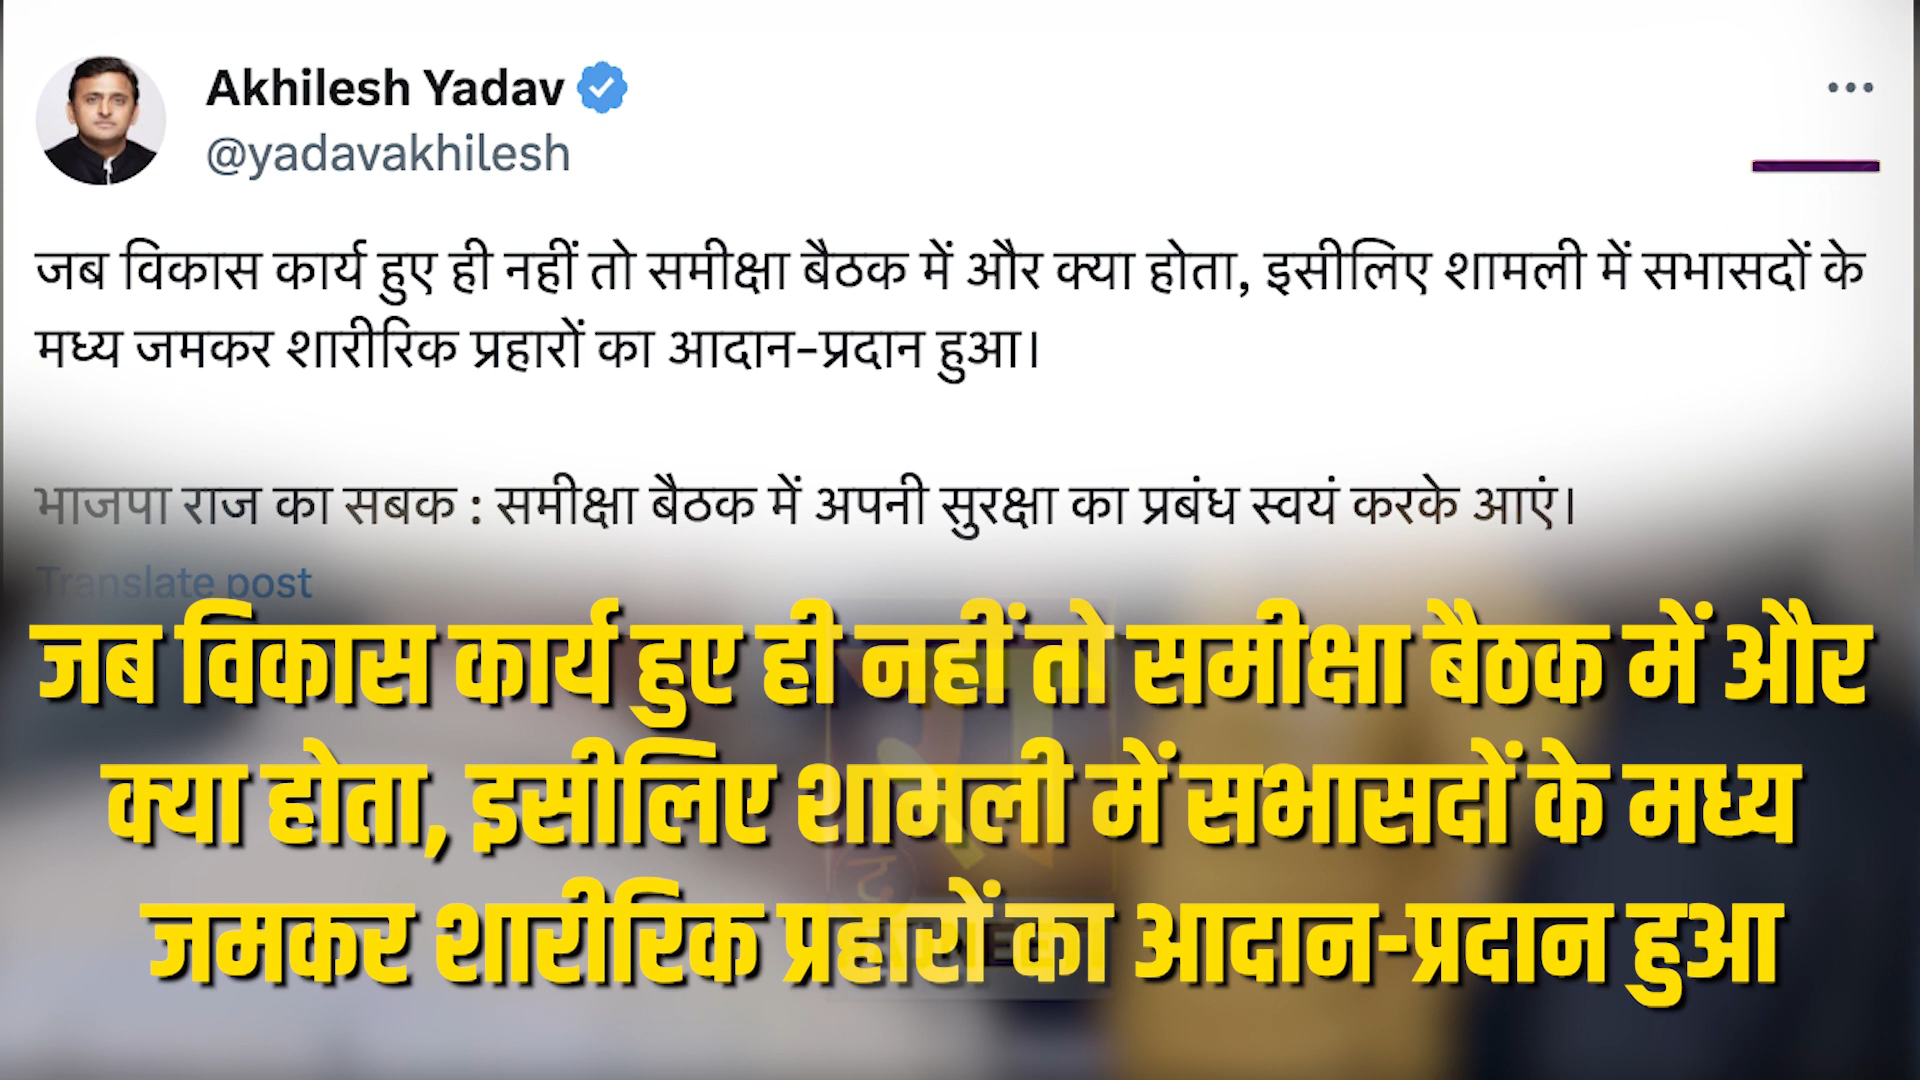 Akhilesh Yadav
@yadavakhilesh
जब विकास कार्य हुए ही नहीं तो समीक्षा बैठक में और क्या होता, इसीलिए शामली में सभासदों के
मध्य जमकर शारीरिक प्रहारों का आदान-प्रदान हुआ।
भाजपा राज का सबक : समीक्षा बैठक में अपनी सुरक्षा का प्रबंध स्वयं करके आएं।
Translate post
जब विकास कार्य हुए ही नहीं तो समीक्षा बैठक में और
क्या होता, इसीलिए शामली में सभासदों के मध्य
जमकर शारीरिक प्रहारों का आदान-प्रदान हुआ